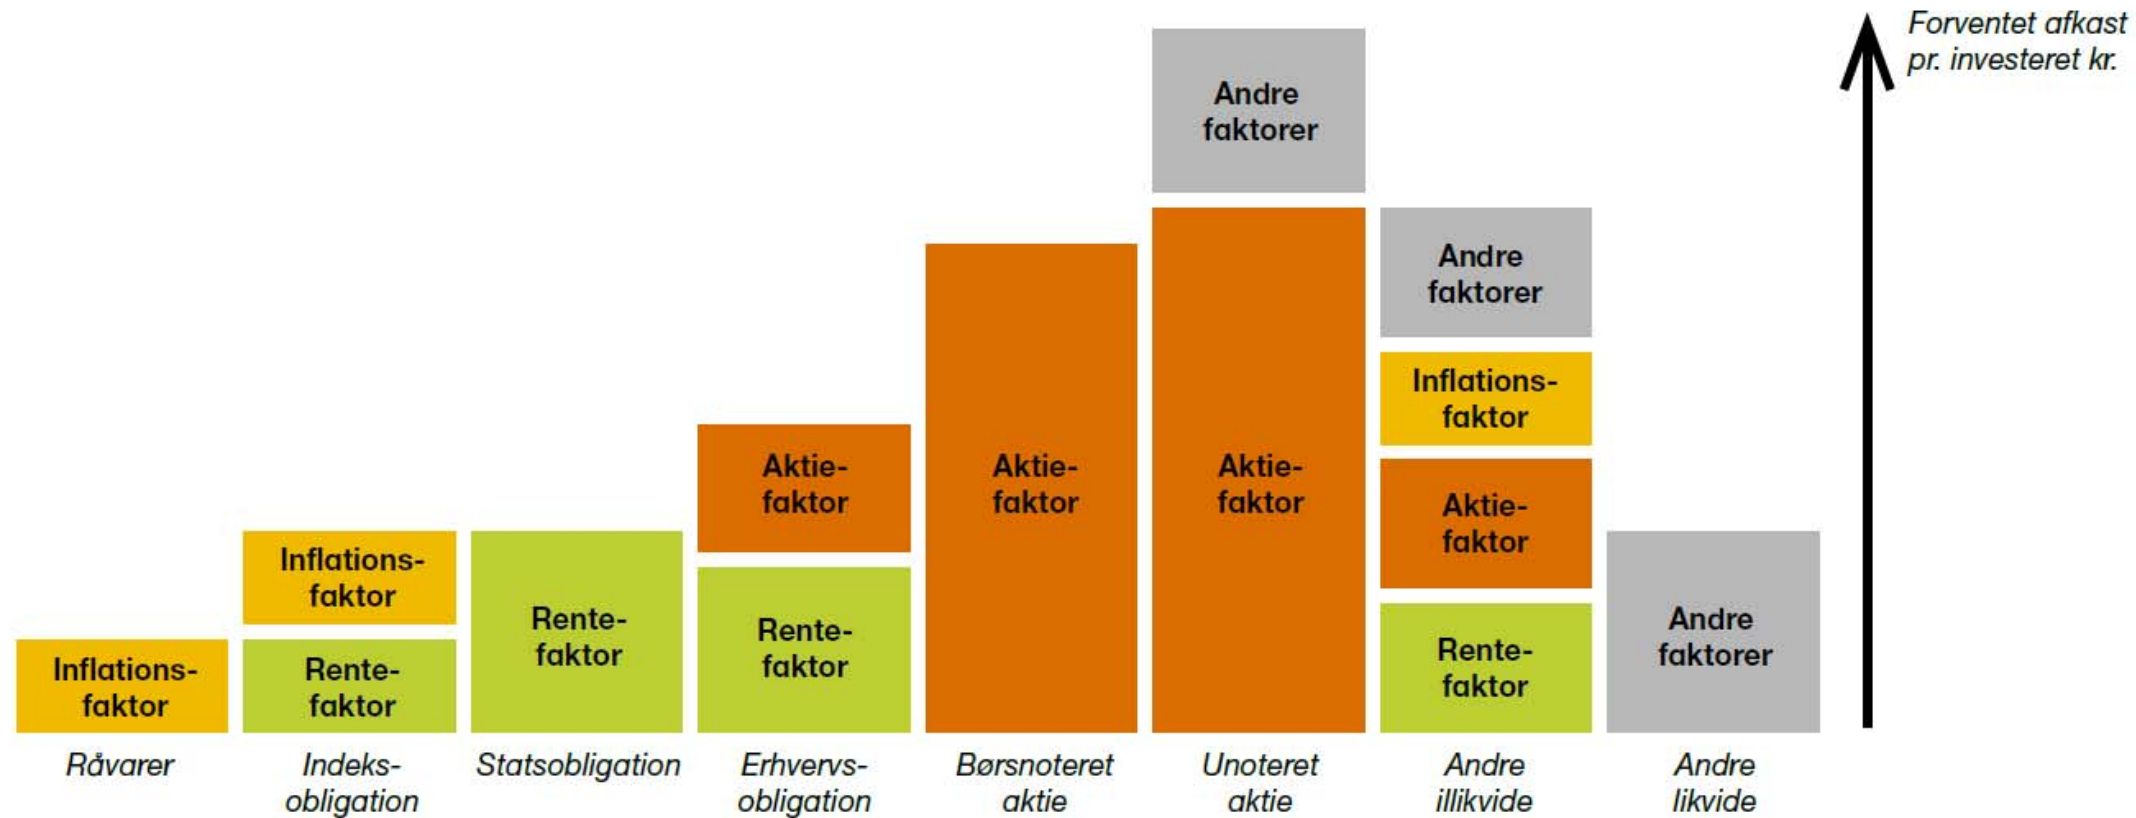 Forventet afkast
pr. investeret kr.
Andre
faktorer
Andre
faktorer
Inflations-
faktor
Aktie-
faktor
Aktie-
faktor
Aktie-
faktor
Aktie-
faktor
Inflations-
faktor
Rente-
faktor
Rente-
faktor
Rente-
faktor
Andre
faktorer
Inflations-
faktor
Rente-
faktor
Råvarer
Indeks-
obligation
Statsobligation
Erhvervs-
obligation
Børsnoteret
aktie
Unoteret
aktie
Andre
illikvide
Andre
likvide